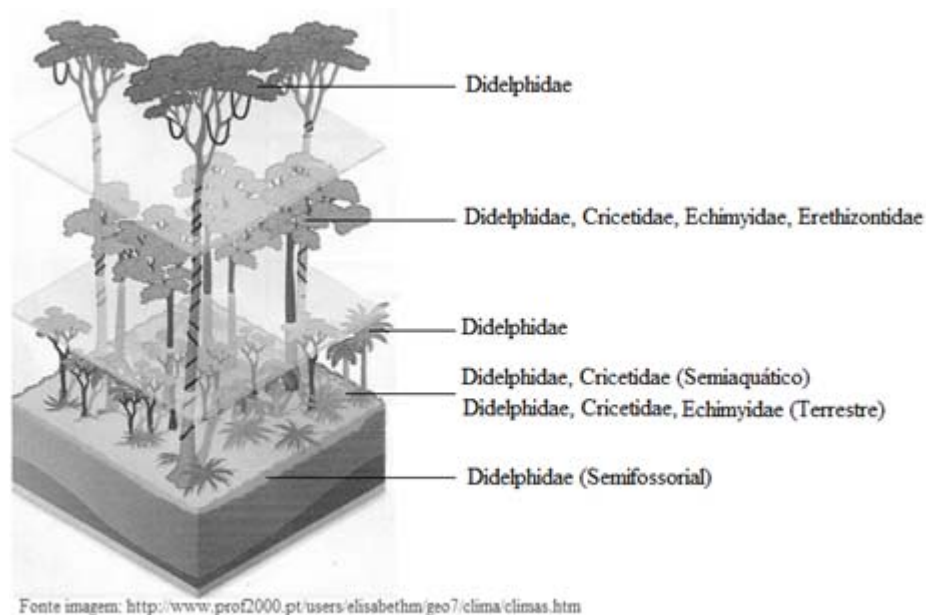 Didelphidae
Didelphidae, Cricetidae, Echimyidae, Erethizontidae
Didelphidae
Didelphidae, Cricetidae (Semiaquático)
Didelphidae, Cricetidae, Echimyidae (Terrestre)
Didelphidae (Semifossorial)
Fonte imagem: http://www.prof2000.pt/users/elisabethm/geo7/clima/climas.htm